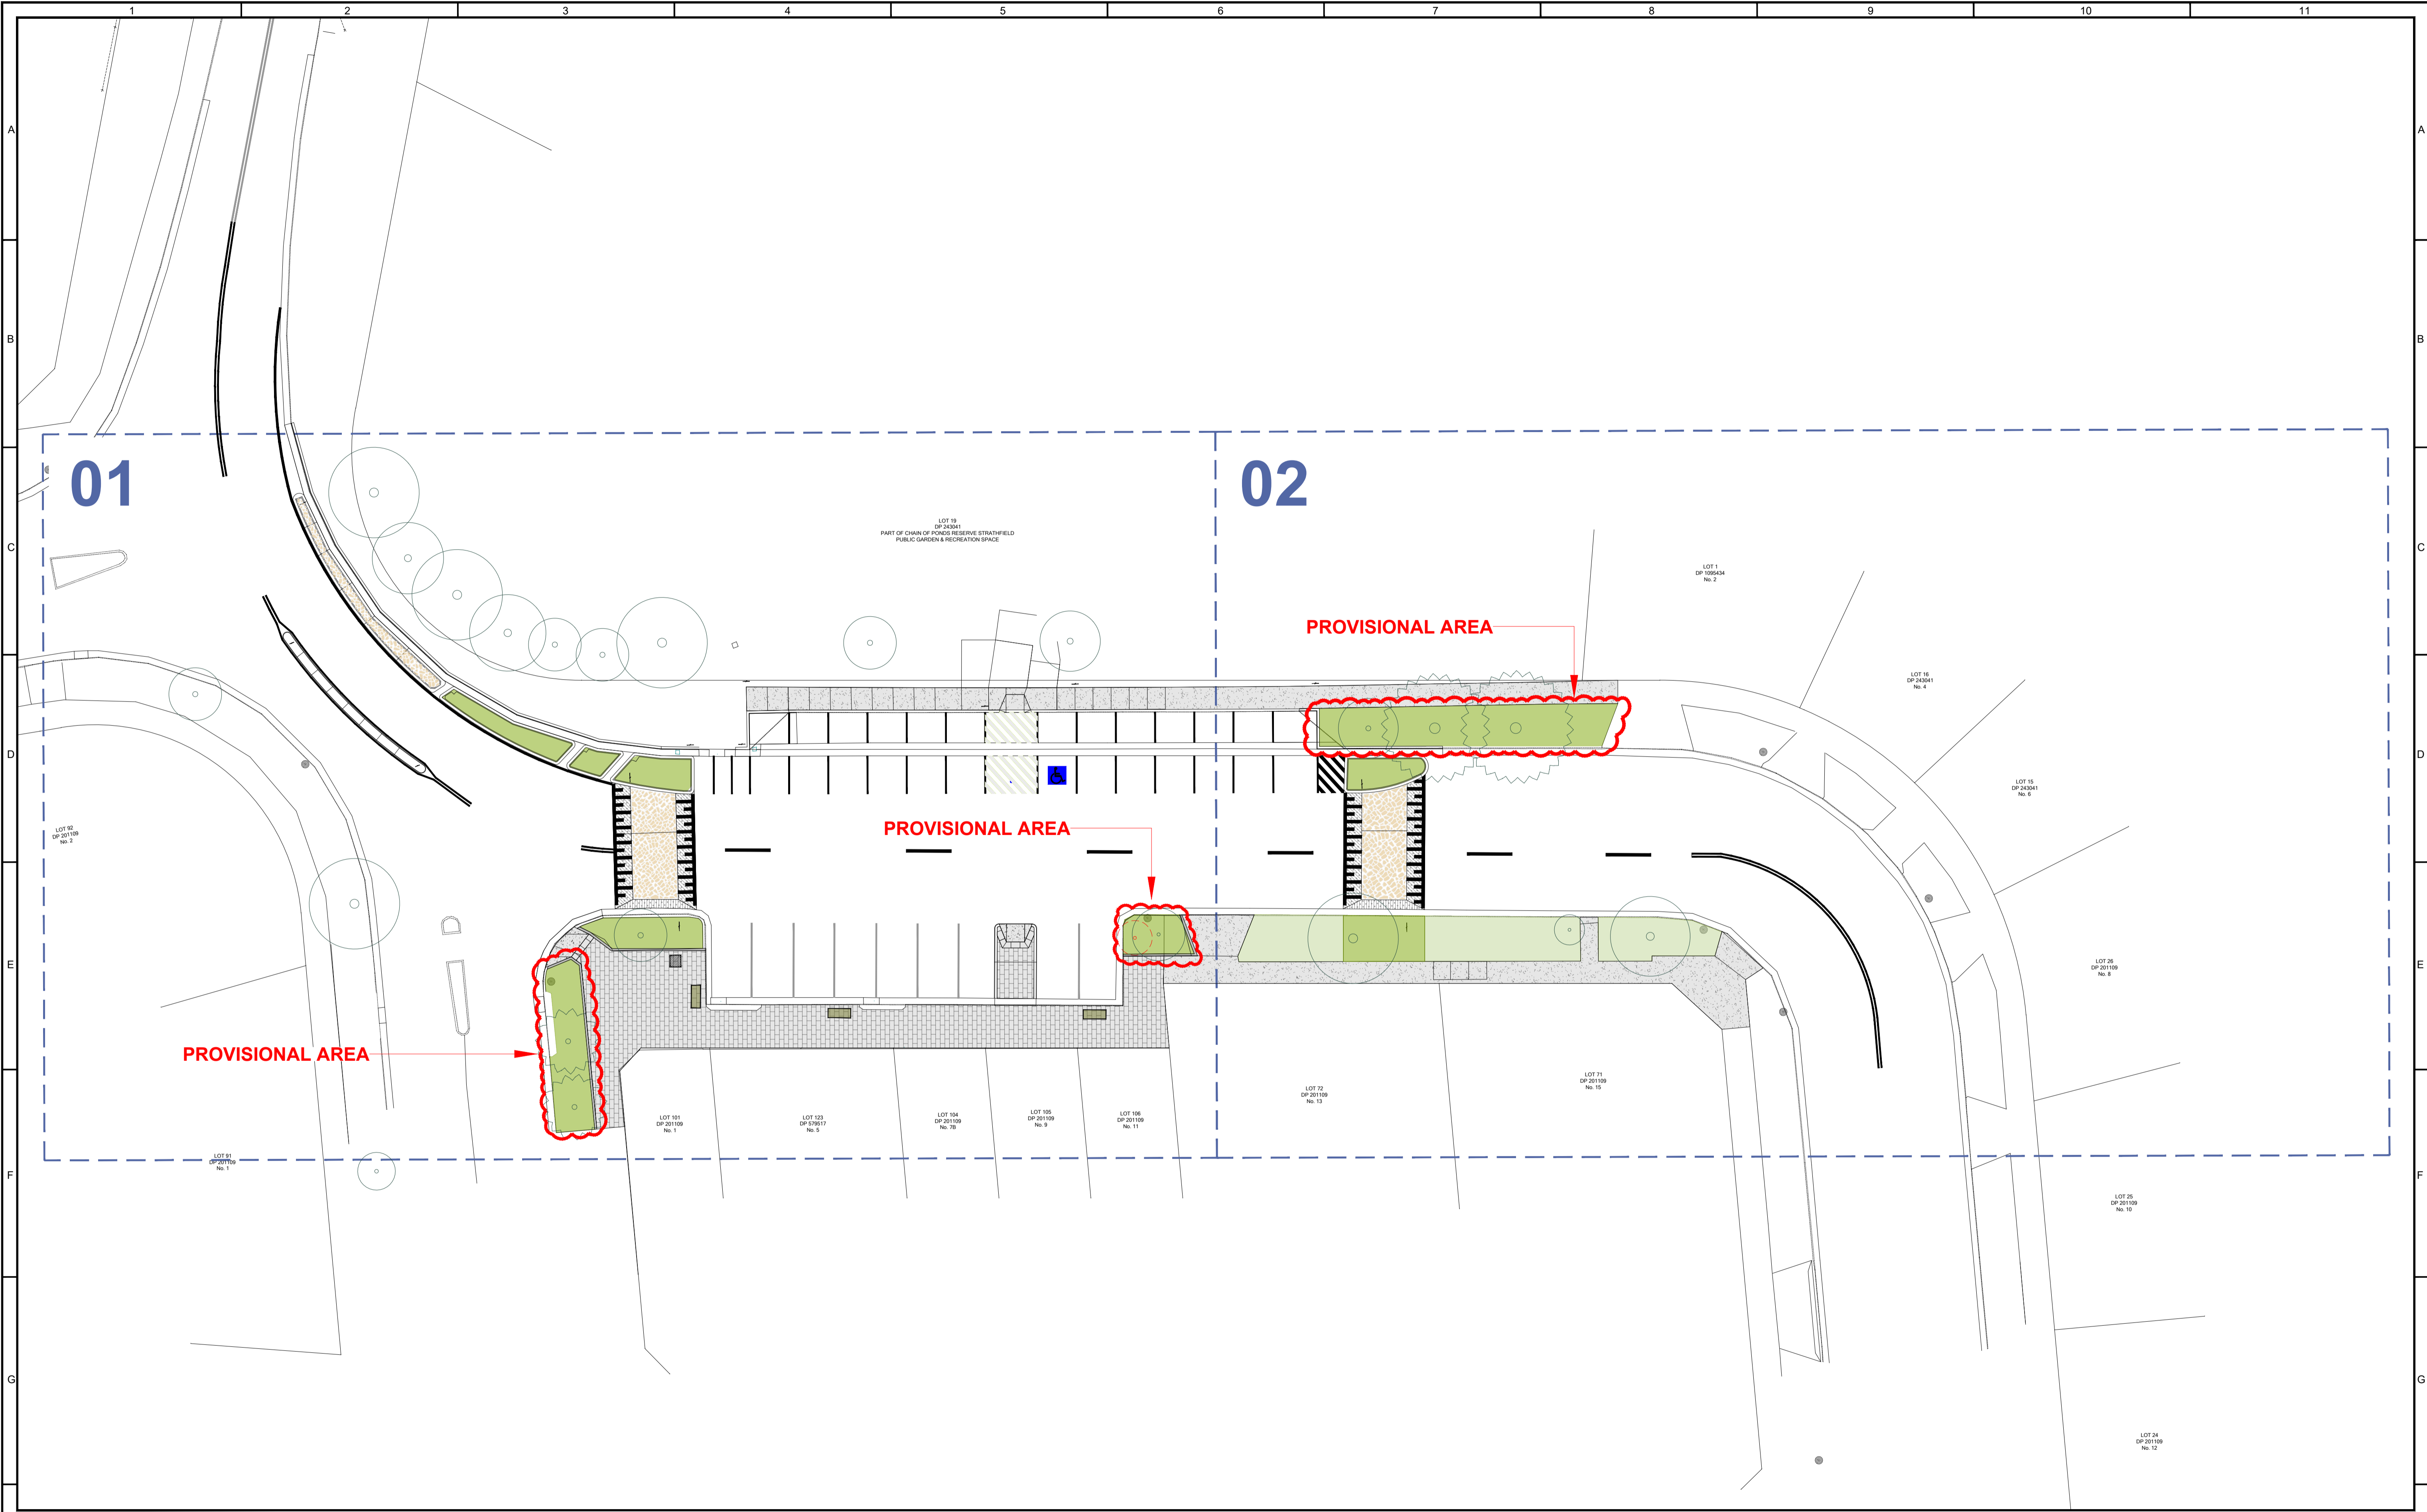 1
2
3
4
5
6
7
8
9
10
11
A
A
B
B
01
02
C
C
LOT 19
DP 243041
PART OF CHAIN OF PONDS RESERVE STRATHFIELD
PUBLIC GARDEN & RECREATION SPACE
LOT 1
DP 1095434
No. 2
PROVISIONAL AREA
LOT 16
DP 243041
No. 4
D
D
LOT 15
DP 243041
No. 6
LOT 92
DP 201109
No. 2
PROVISIONAL AREA
E
E
LOT 26
DP 201109
No. 8
PROVISIONAL AREA
LOT 71
DP 201109
No. 15
LOT 72
DP 201109
No. 13
LOT 101
DP 201109
No. 1
LOT 123
DP 579517
No. 5
LOT 104
DP 201109
No. 7B
LOT 105
DP 201109
No. 9
LOT 106
DP 201109
No. 11
LOT 91
DP 201109
No. 1
F
F
LOT 25
DP 201109
No. 10
G
G
LOT 24
DP 201109
No. 12